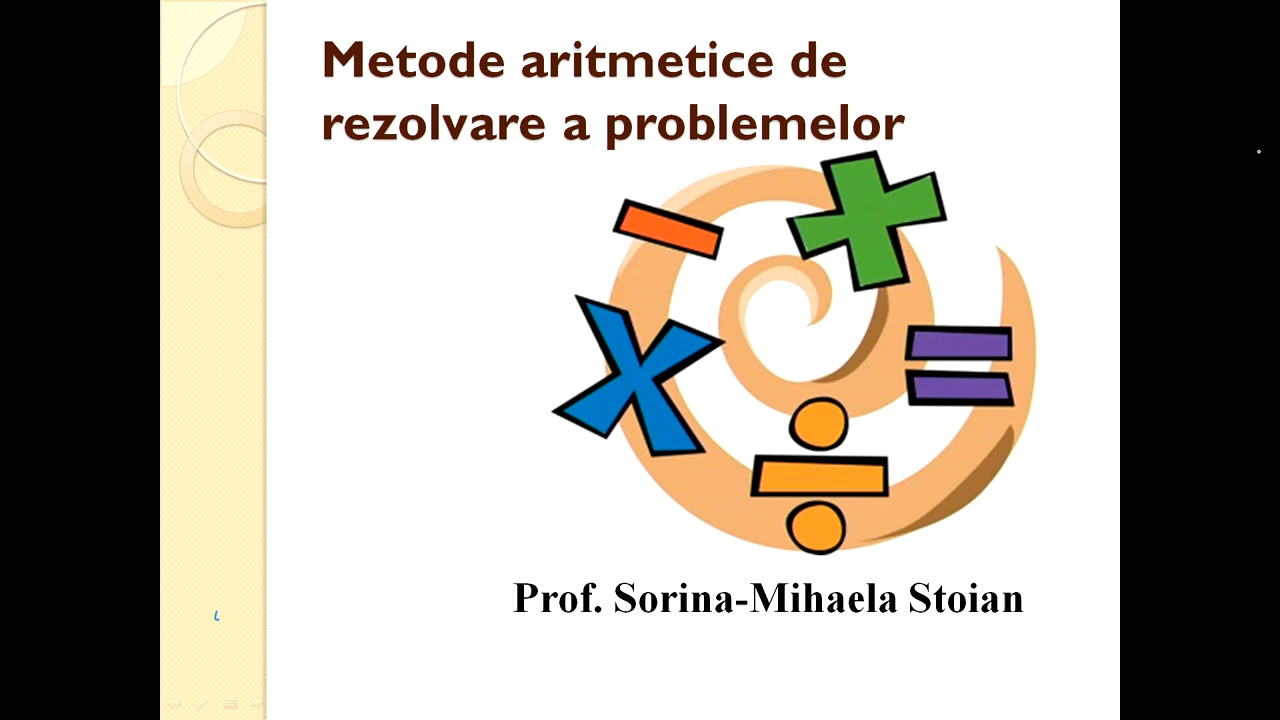 Metode aritmetice de
rezolvare a problemelor
Prof. Sorina-Mihaela Stoian